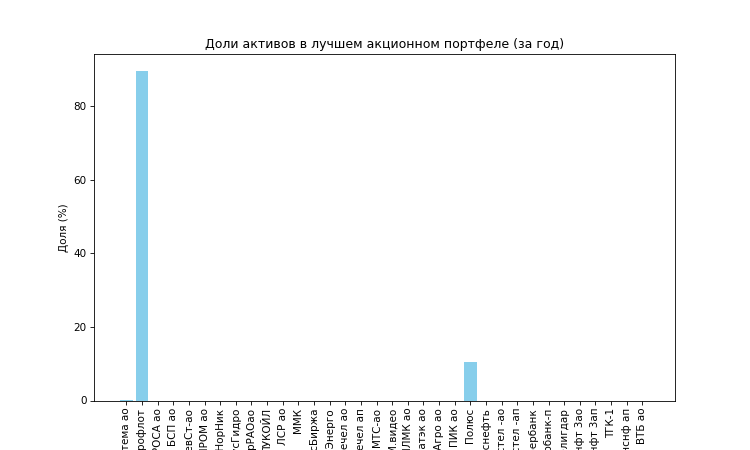 Доли активов в лучшем акционном портфеле (за год)
Доля (%)
80
60
40
20
0
тема ао
рофлот
РОСА ао
БСП ао
евСт-ао
ПРОМ ао
НорНик
сГидро
рРАОао
ЛУКОЙЛ
ЛСР ао
ММК
сБиржа
Энерго
ечел ао
ечел ап
МТС-ао
М.видео
ЛМК ао
атэк ао
Агро ао
ПИК ао
Полюс
снефть
стел -ао
стел -ап
ербанк
рбанк-п
лигдар
нфт 3ао
нфт 3ап
ТГК-1
нснф ап
ВТБ ао